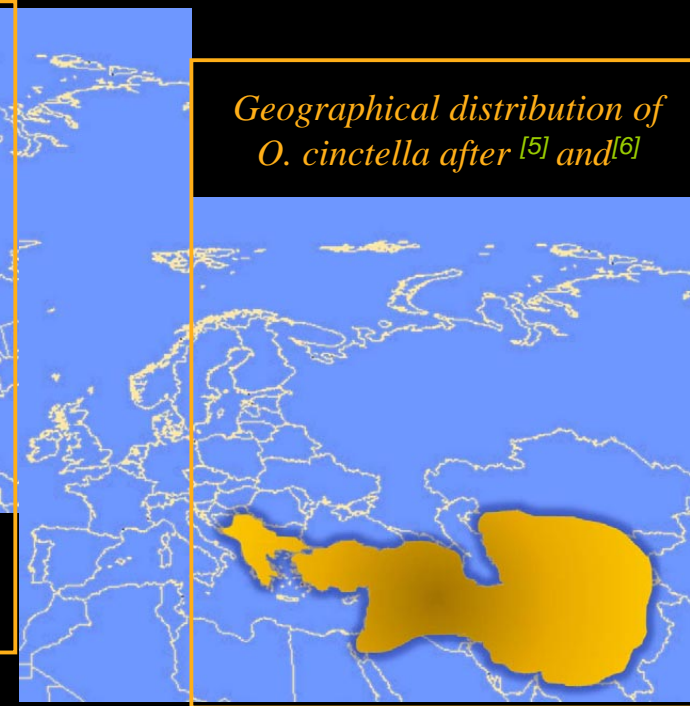 Geographical distribution of
O. cinctella after [5] and[6]